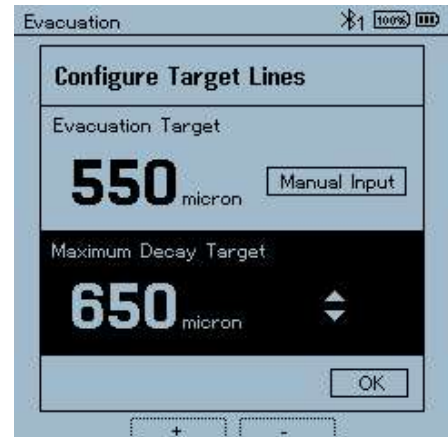 Evacuation 1 100%
Configure Target Lines
Evacuation Target
550 micron Manual Input
Maximum Decay Target
650 micron
OK
+ -